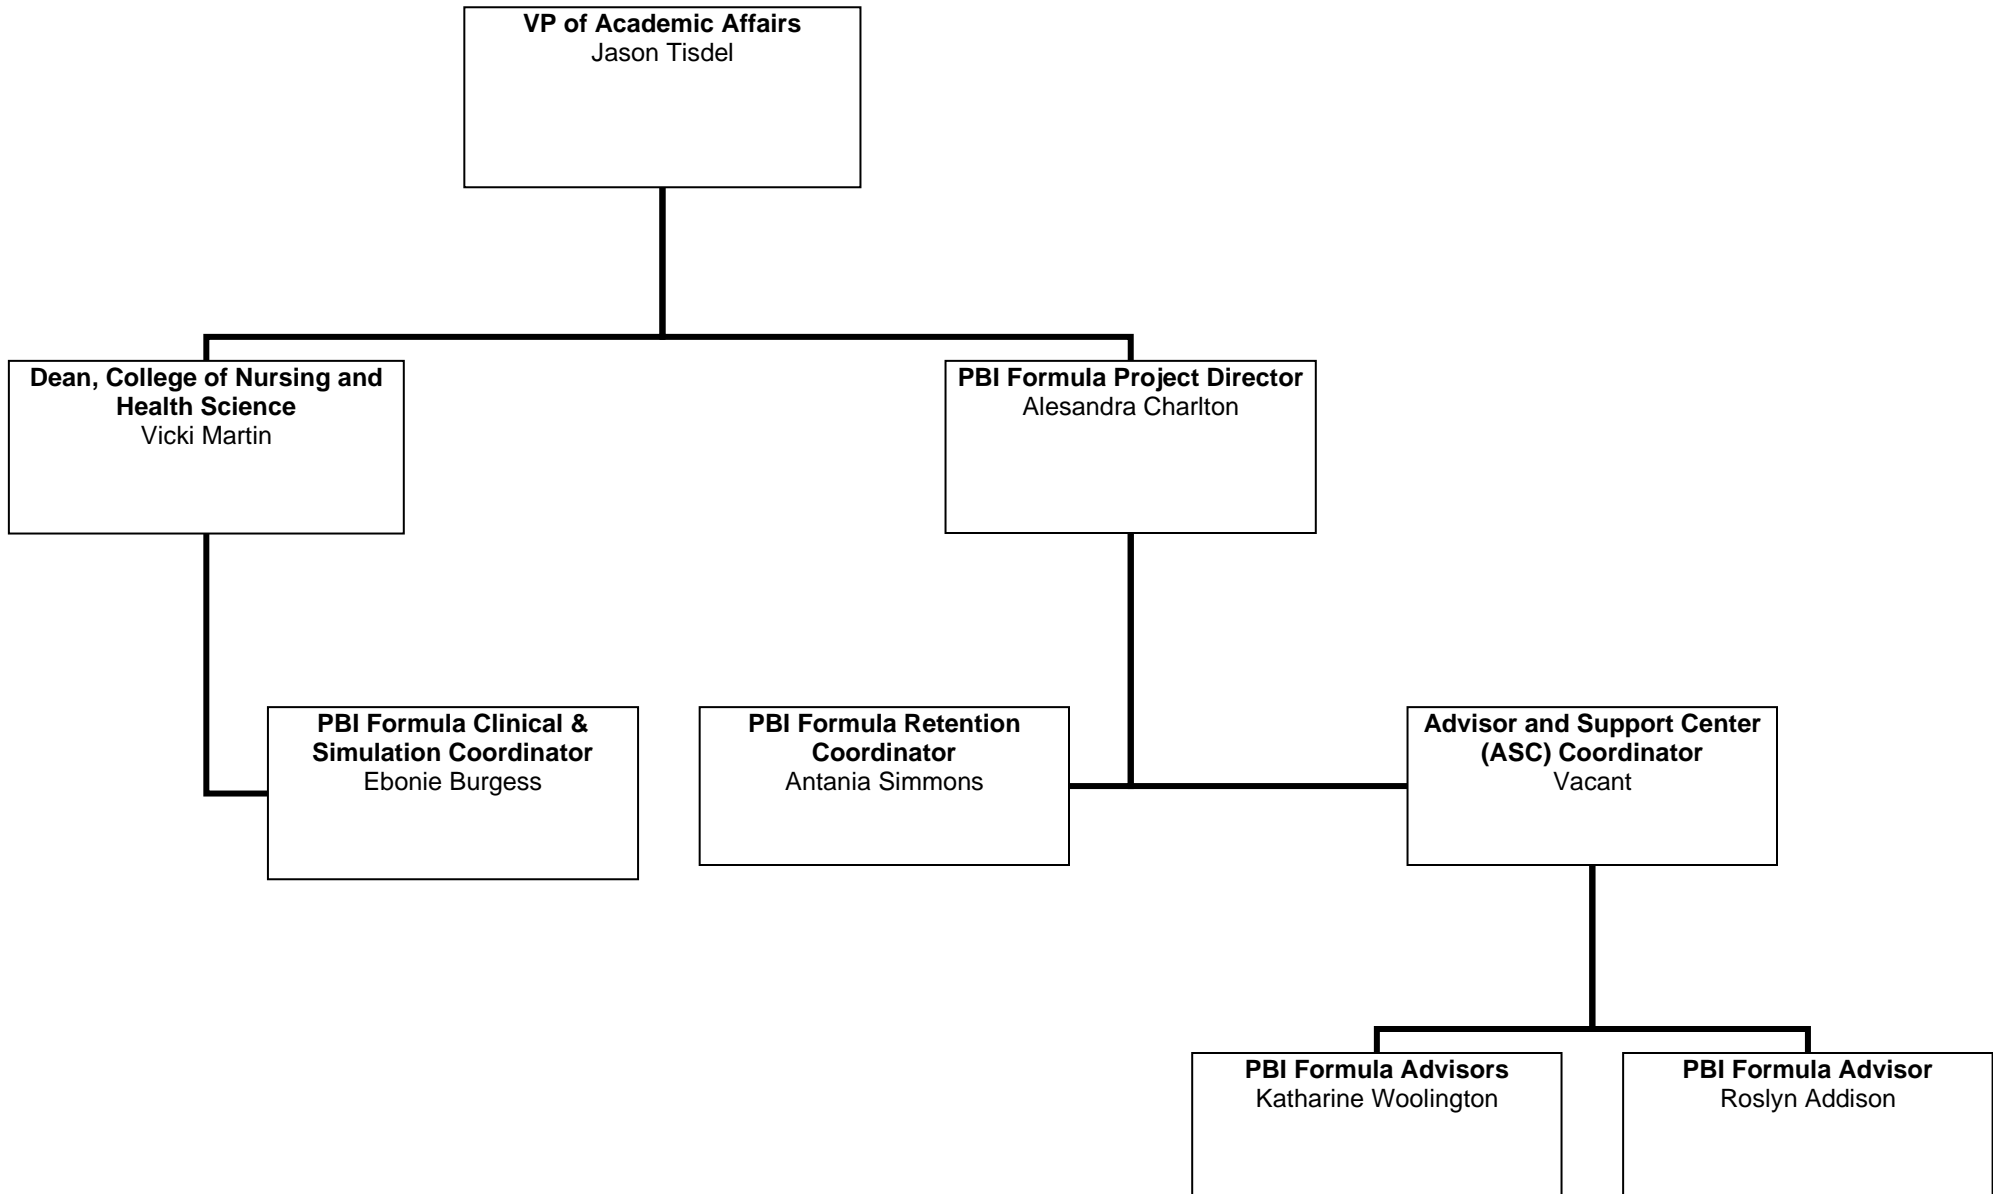 VP of Academic Affairs
Jason Tisdel
Dean, College of Nursing and
Health Science
Vicki Martin
PBI Formula Project Director
Alesandra Charlton
PBI Formula Clinical &
Simulation Coordinator
Ebonie Burgess
PBI Formula Retention
Coordinator
Antania Simmons
Advisor and Support Center
(ASC) Coordinator
Vacant
PBI Formula Advisors
Katharine Woolington
PBI Formula Advisor
Roslyn Addison